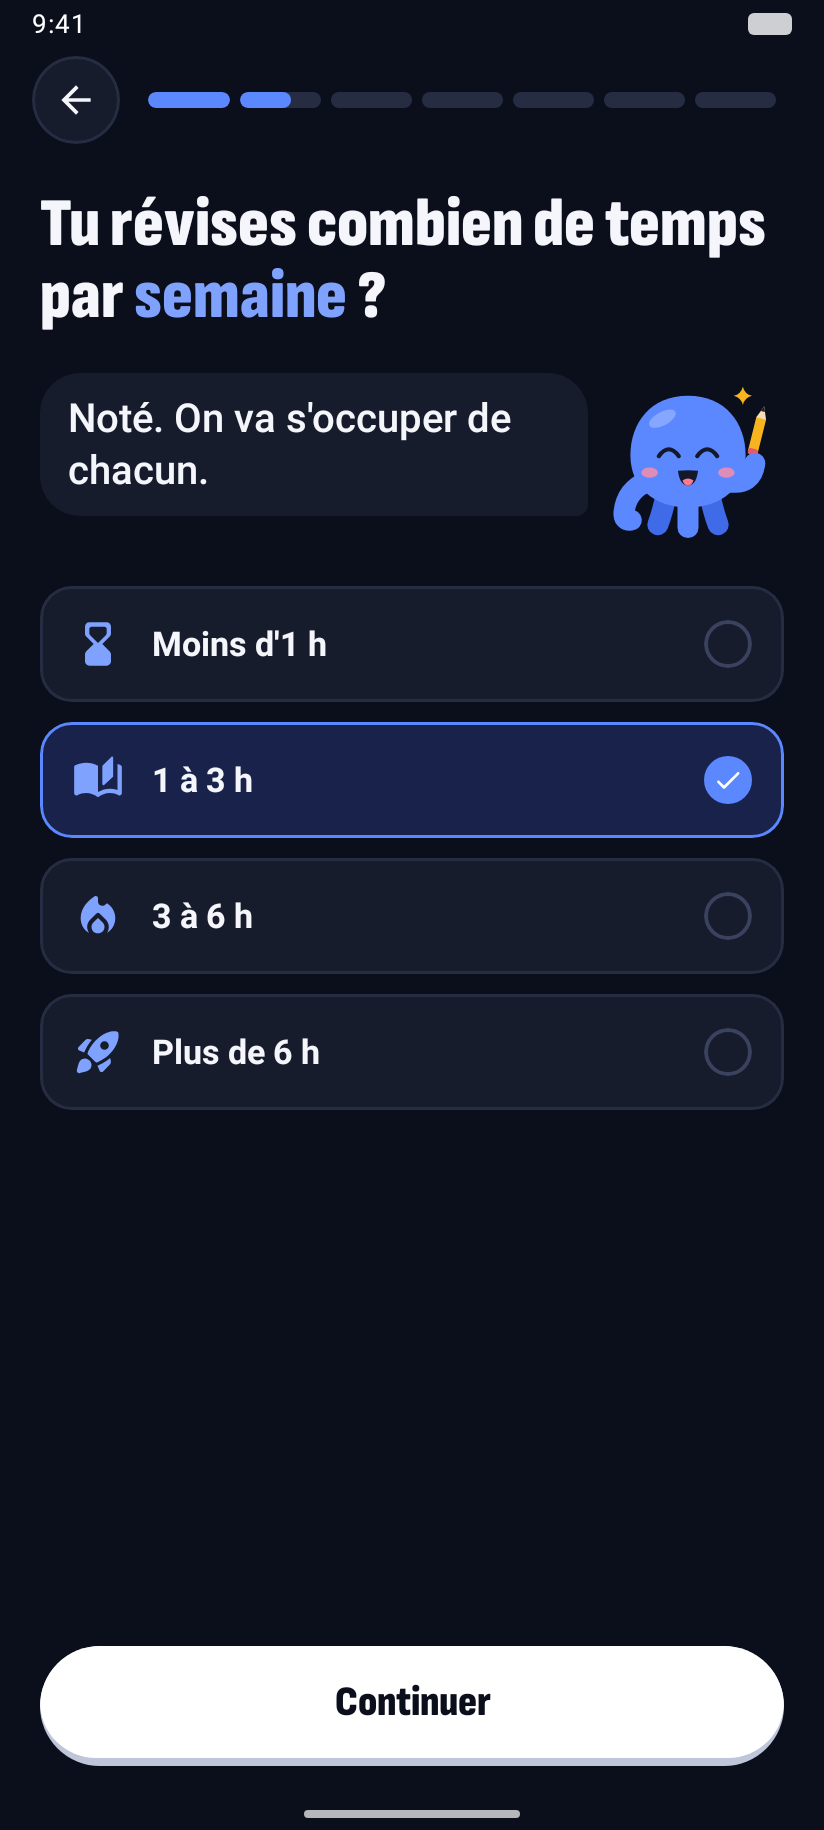 9:41
Tu révises combien de temps
par semaine ?
Noté. On va s'occuper de
chacun.
Moins d'1 h
1 à 3 h
3 à 6 h
Plus de 6 h
Continuer